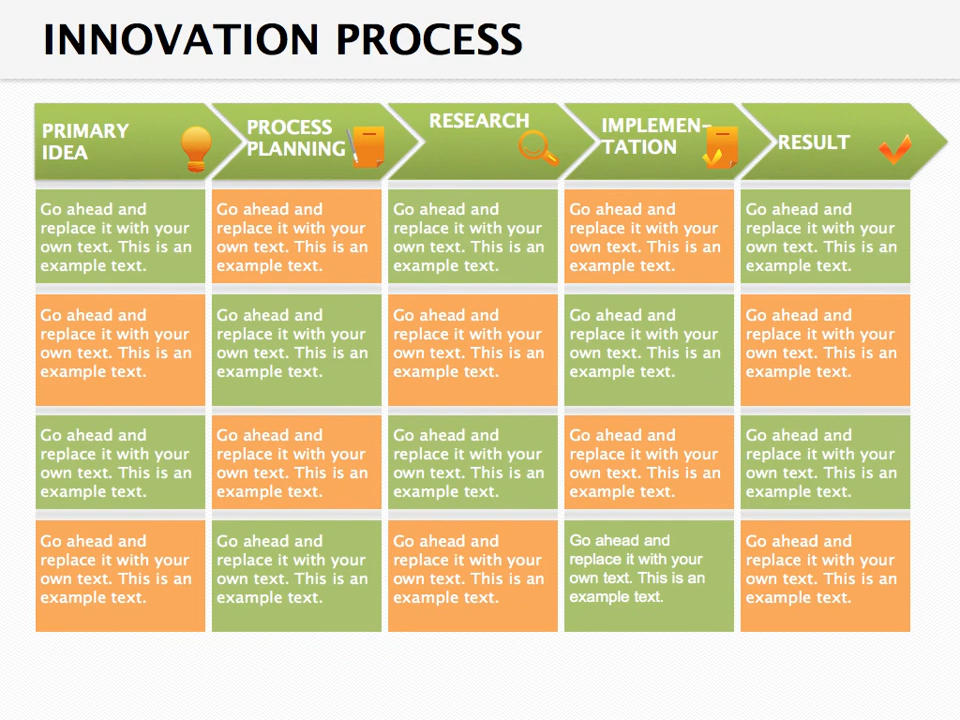 INNOVATION PROCESS
PRIMARY
IDEA
PROCESS
PLANNING
RESEARCH
IMPLEMEN-
TATION
RESULT
Go ahead and
replace it with your
own text. This is an
example text.
Go ahead and
replace it with your
own text. This is an
example text.
Go ahead and
replace it with your
own text. This is an
example text.
Go ahead and
replace it with your
own text. This is an
example text.
Go ahead and
replace it with your
own text. This is an
example text.
Go ahead and
replace it with your
own text. This is an
example text.
Go ahead and
replace it with your
own text. This is an
example text.
Go ahead and
replace it with your
own text. This is an
example text.
Go ahead and
replace it with your
own text. This is an
example text.
Go ahead and
replace it with your
own text. This is an
example text.
Go ahead and
replace it with your
own text. This is an
example text.
Go ahead and
replace it with your
own text. This is an
example text.
Go ahead and
replace it with your
own text. This is an
example text.
Go ahead and
replace it with your
own text. This is an
example text.
Go ahead and
replace it with your
own text. This is an
example text.
Go ahead and
replace it with your
own text. This is an
example text.
Go ahead and
replace it with your
own text. This is an
example text.
Go ahead and
replace it with your
own text. This is an
example text.
Go ahead and
replace it with your
own text. This is an
example text.
Go ahead and
replace it with your
own text. This is an
example text.